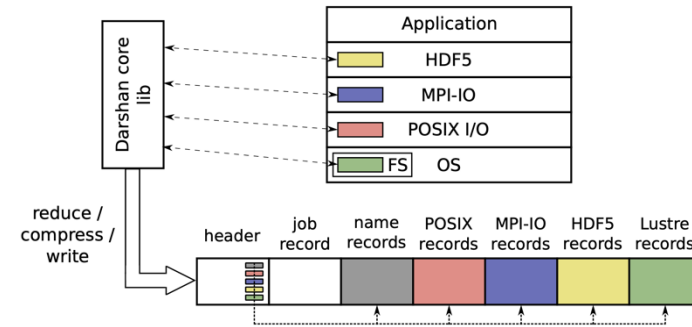 Darshan core
lib
Application
HDF5
MPI-IO
POSIX I/O
FS OS
reduce /
compress /
write
header
job
record
name
records
POSIX
records
MPI-IO
records
HDF5
records
Lustre
records